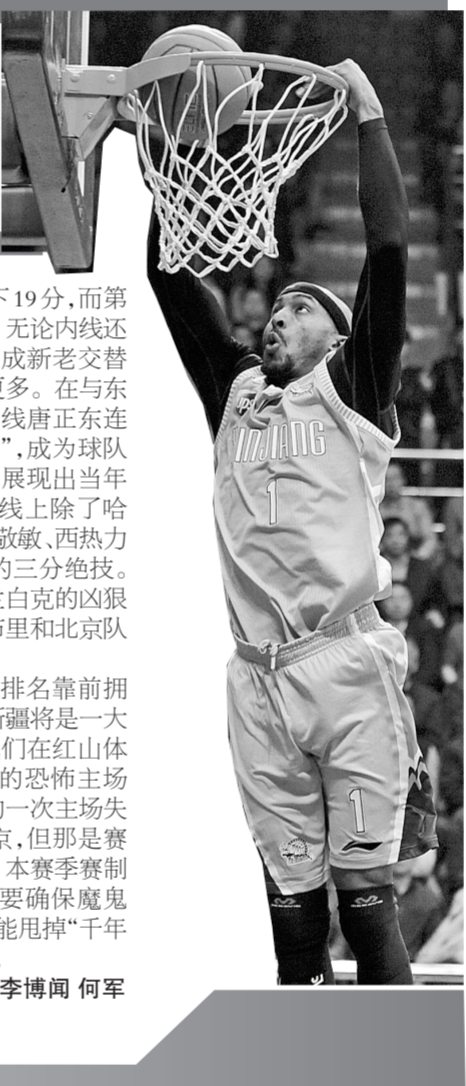 下19分，而第
无论内线还
成新老交替
更多。在与东
线唐正东连
”，成为球队
展现出当年
线上除了哈
敬敏、西热力
的三分绝技。
白克的凶狠
布里和北京队
排名靠前拥
新疆将是一大
们在红山体
的恐怖主场
的一次主场失
京，但那是赛
本赛季赛制
要确保魔鬼
能甩掉“千年
李博闻 何军
UPS
XINJIANG
1
1